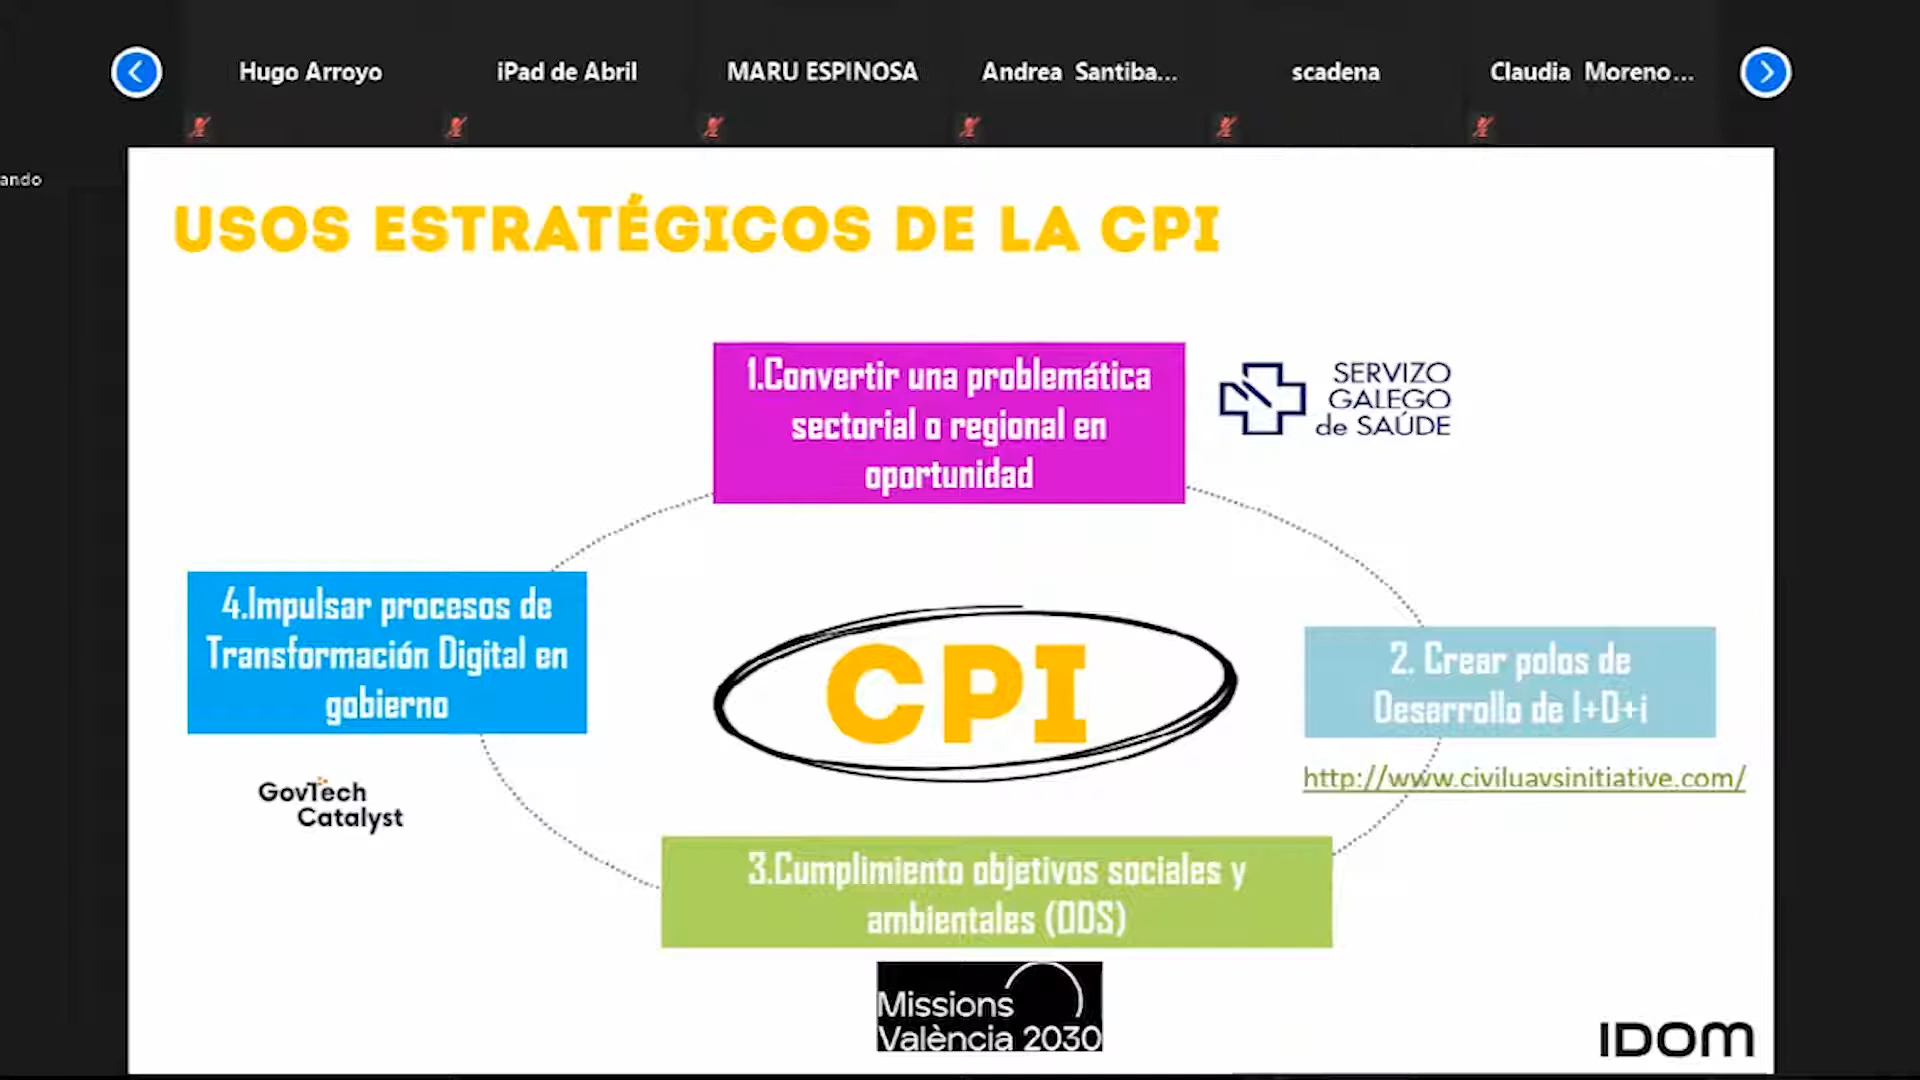 Hugo Arroyo
iPad de Abril
MARU ESPINOSA
Andrea Santiba...
scadena
Claudia Moreno...
ando
USOS ESTRATÉGICOS DE LA CPI
1.Convertir una problemática
sectorial o regional en
oportunidad
SERVIZO
GALEGO
de SAÚDE
4.Impulsar procesos de
Transformación Digital en
gobierno
CPI
2. Crear polos de
Desarrollo de I+D+i
http://www.civiluavsinitiative.com/
GovTech
Catalyst
3.Cumplimiento objetivos sociales y
ambientales (ODS)
Missions
València 2030
IDOM